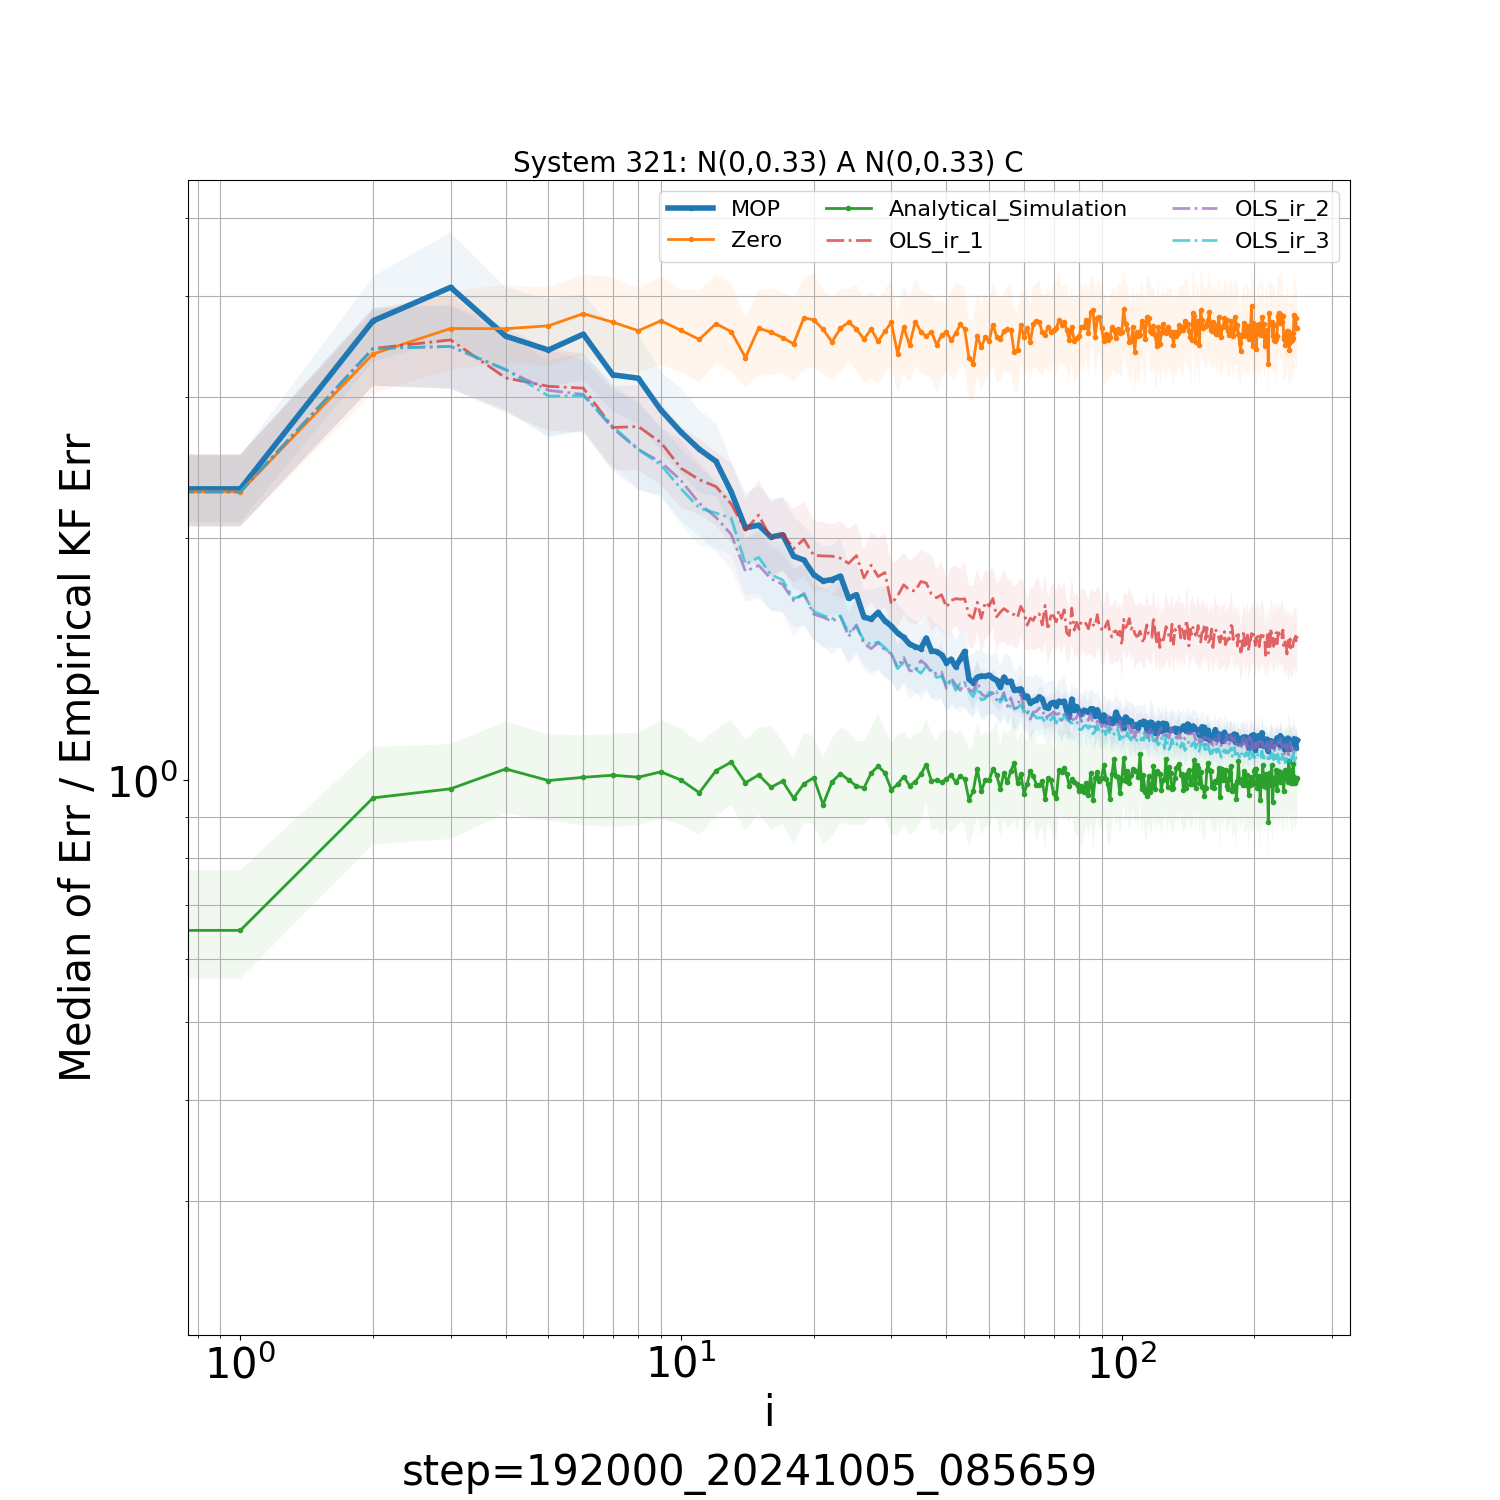 System 321: N(0,0.33) A N(0,0.33) C
MOP
Zero
Analytical_Simulation
OLS_ir_1
OLS_ir_2
OLS_ir_3
Median of Err / Empirical KF Err
10⁰
10⁰ 10¹ 10²
i
step=192000_20241005_085659